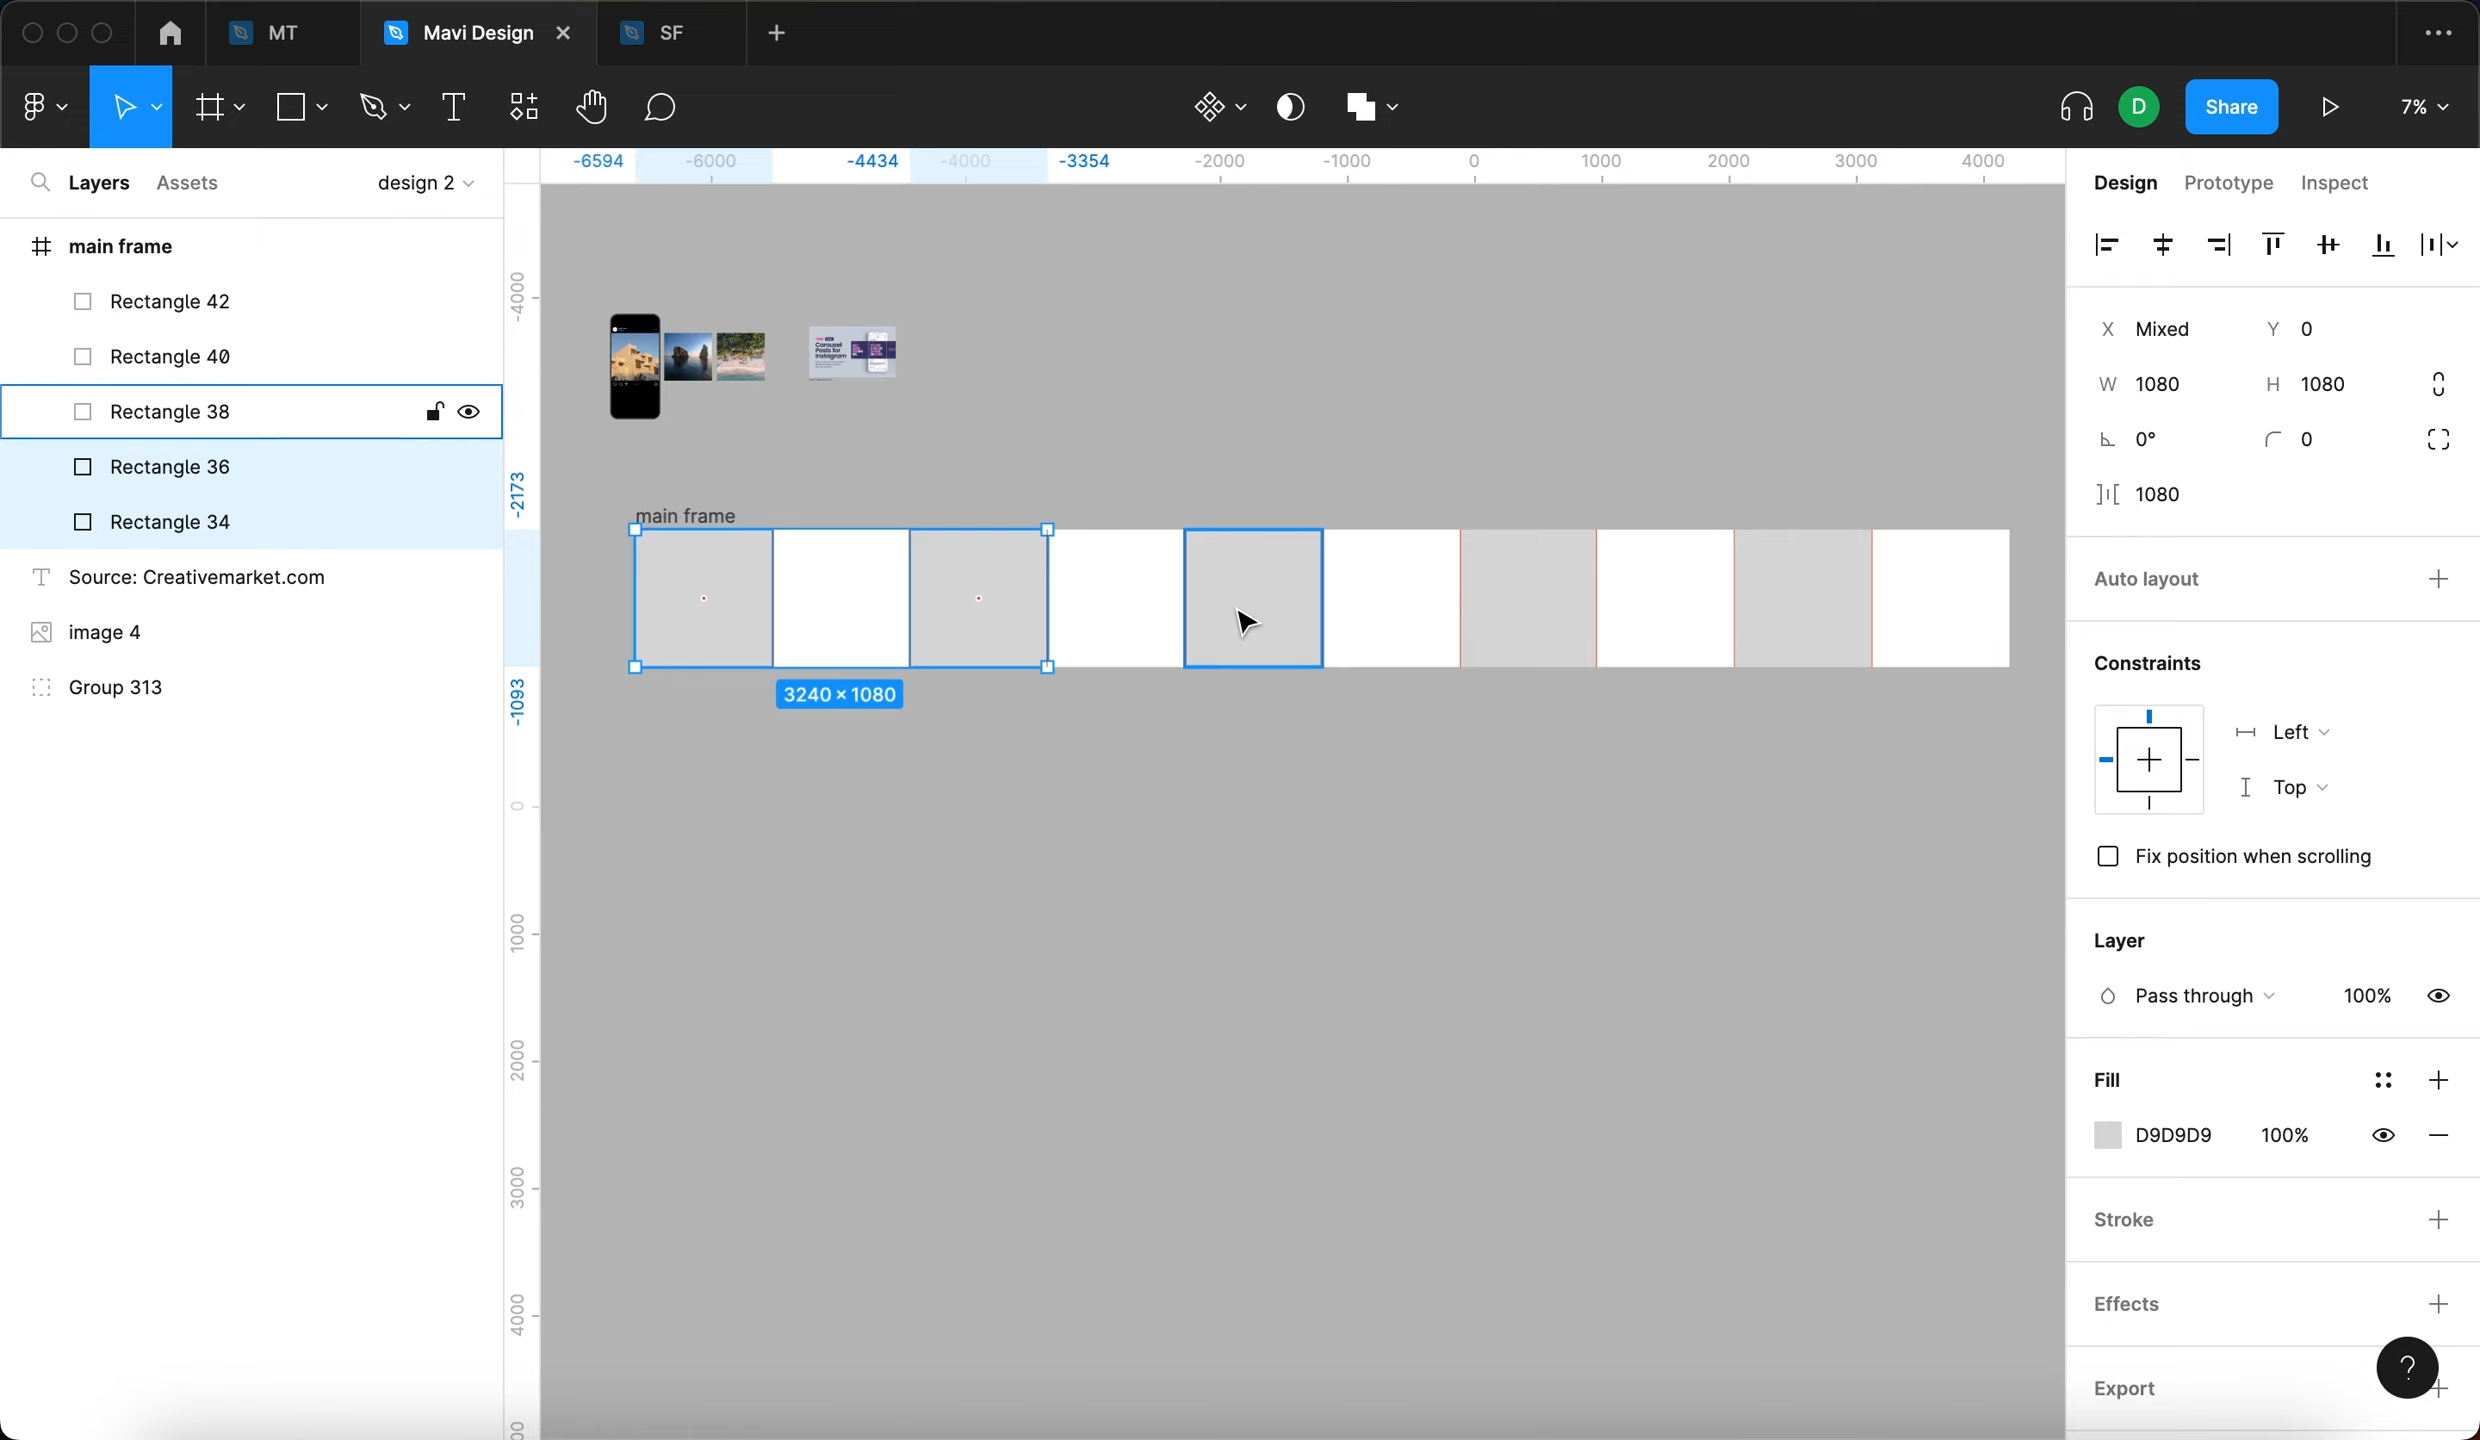 MT
Mavi Design
SF
D
Share
7%
Layers
Assets
design 2
-6594
-6000
-4434
-4000
-3354
-2000
-1000
0
1000
2000
3000
4000
Design
Prototype
Inspect
main frame
Rectangle 42
Rectangle 40
Rectangle 38
Rectangle 36
Rectangle 34
Source: Creativemarket.com
image 4
Group 313
-4000
-2173
-1093
0
1000
2000
3000
4000
Carousel
Posts for
Instagram
main frame
3240 × 1080
X Mixed
Y 0
W 1080
H 1080
0°
0
1080
Auto layout
Constraints
Left
Top
Fix position when scrolling
Layer
Pass through
100%
Fill
D9D9D9
100%
Stroke
Effects
Export
?